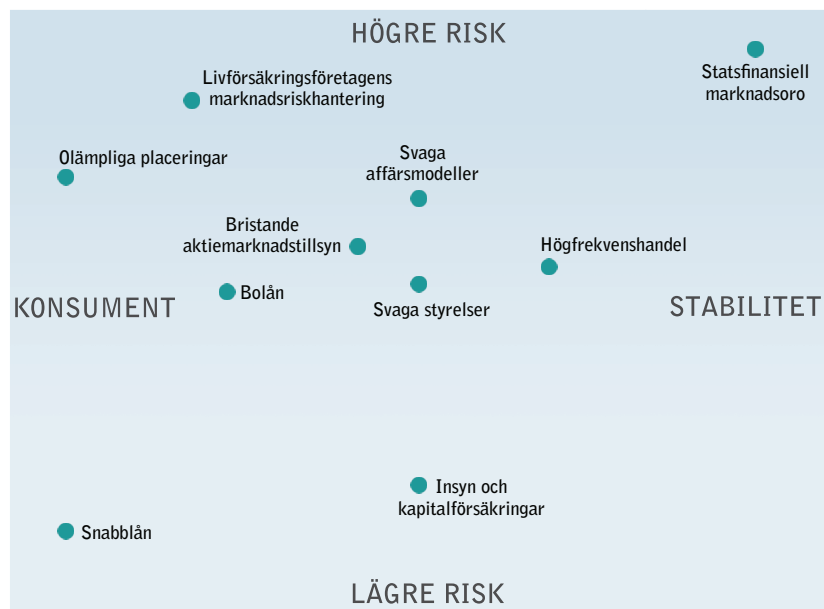 HÖGRE RISK
Statsfinansiell
marknadsoro
Livförsäkringsföretagens
marknadsriskhantering
Olämpliga placeringar
Svaga
affärsmodeller
Bristande
aktiemarknadstillsyn
Högfrekvenshandel
Bolån
KONSUMENT
Svaga styrelser
STABILITET
Insyn och
kapitalförsäkringar
Snabblån
LÄGRE RISK